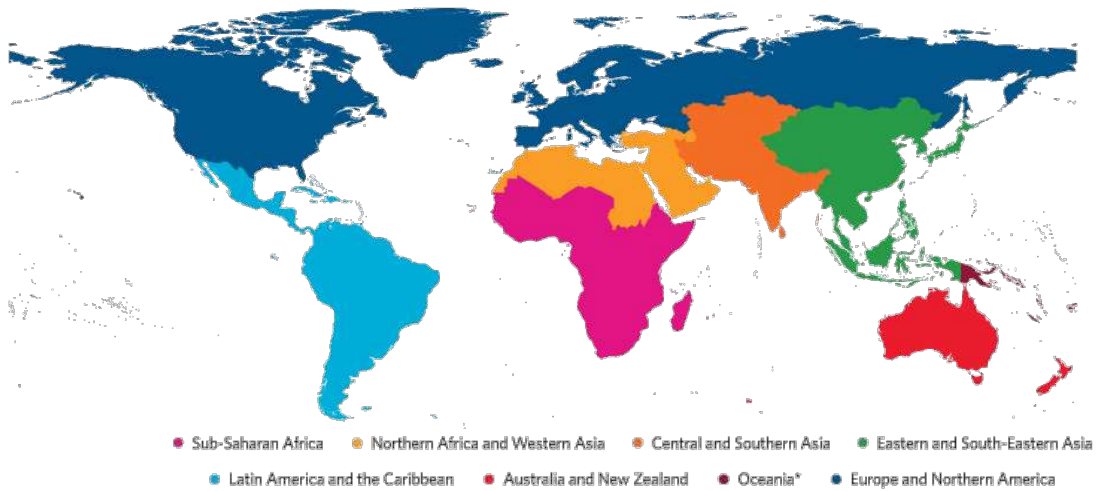 Sub-Saharan Africa Northern Africa and Western Asia Central and Southern Asia Eastern and South-Eastern Asia
Latin America and the Caribbean Australia and New Zealand Oceania* Europe and Northern America